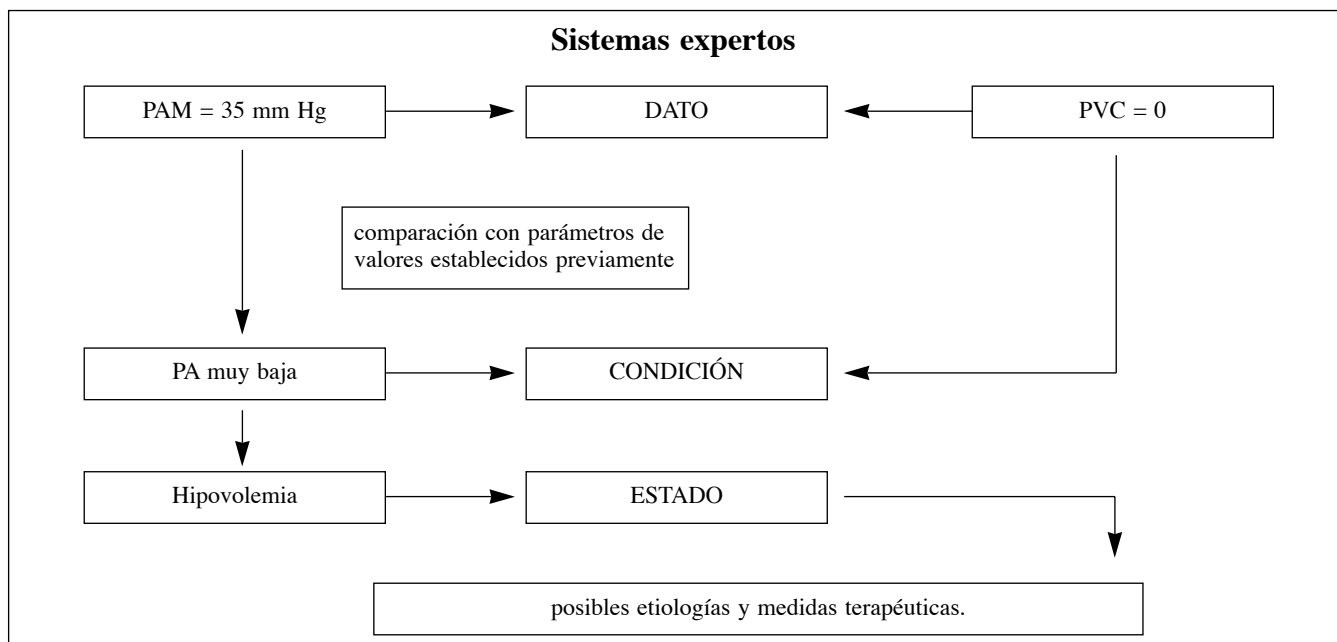 Sistemas expertos
PAM = 35 mm Hg
DATO
PVC = 0
comparación con parámetros de
valores establecidos previamente
PA muy baja
CONDICIÓN
Hipovolemia
ESTADO
posibles etiologías y medidas terapéuticas.